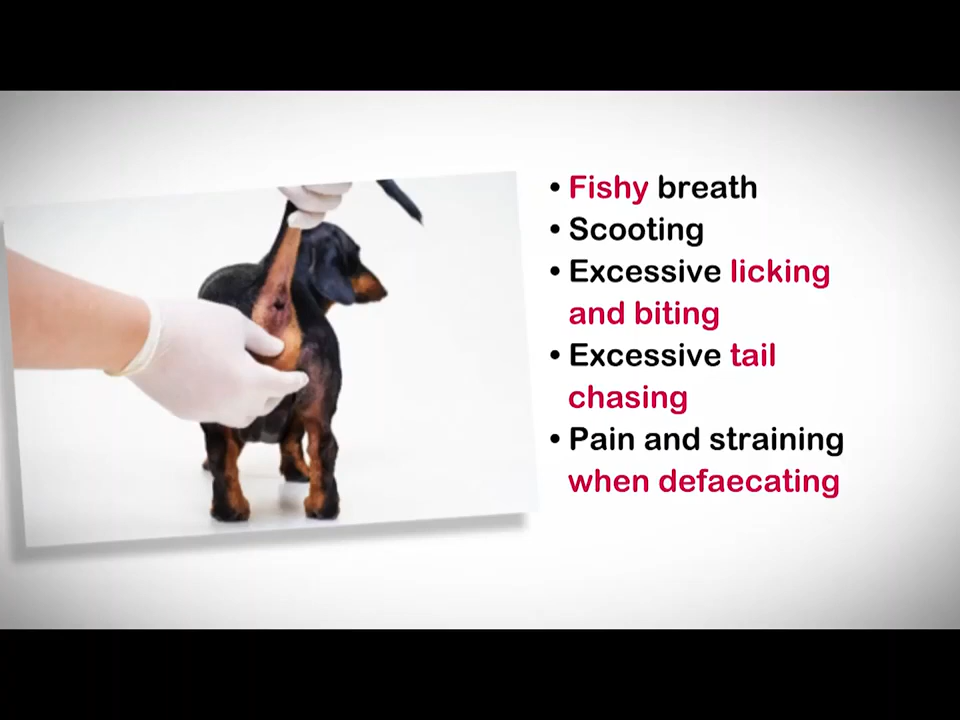 • Fishy breath
• Scooting
• Excessive licking
and biting
• Excessive tail
chasing
• Pain and straining
when defaecating